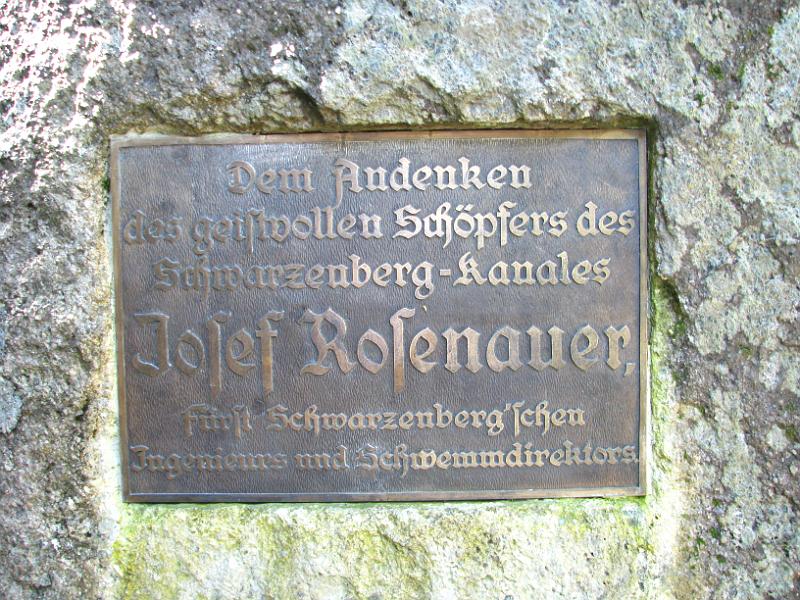 Dem Andenken
des geistvollen Schöpfers des
Schwarzenberg-Kanales
Josef Rosenauer,
Fürst Schwarzenberg'schen
Ingenieurs und Schwemmdirektors.